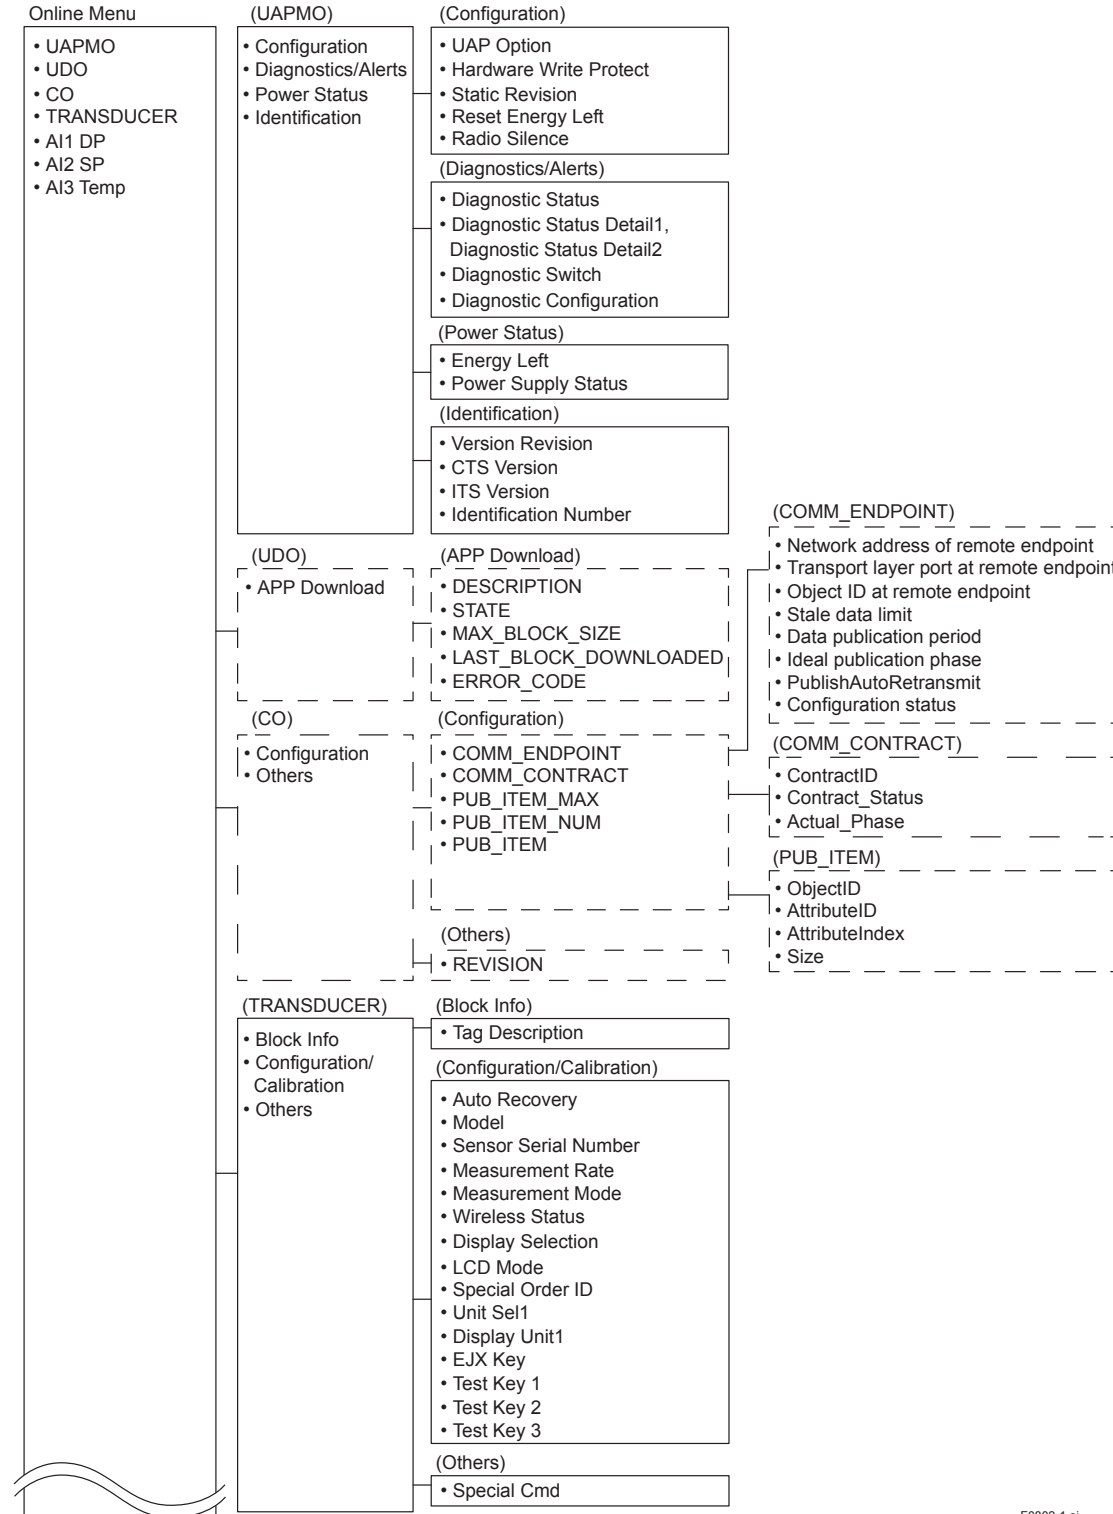 Online Menu
• UAPMO
• UDO
• CO
• TRANSDUCER
• AI1 DP
• AI2 SP
• AI3 Temp
(UAPMO)
• Configuration
• Diagnostics/Alerts
• Power Status
• Identification
(Configuration)
• UAP Option
• Hardware Write Protect
• Static Revision
• Reset Energy Left
• Radio Silence
(Diagnostics/Alerts)
• Diagnostic Status
• Diagnostic Status Detail1,
Diagnostic Status Detail2
• Diagnostic Switch
• Diagnostic Configuration
(Power Status)
• Energy Left
• Power Supply Status
(Identification)
• Version Revision
• CTS Version
• ITS Version
• Identification Number
(UDO)
• APP Download
(APP Download)
• DESCRIPTION
• STATE
• MAX_BLOCK_SIZE
• LAST_BLOCK_DOWNLOADED
• ERROR_CODE
(CO)
• Configuration
• Others
(Configuration)
• COMM_ENDPOINT
• COMM_CONTRACT
• PUB_ITEM_MAX
• PUB_ITEM_NUM
• PUB_ITEM
(COMM_ENDPOINT)
• Network address of remote endpoint
• Transport layer port at remote endpoint
• Object ID at remote endpoint
• Stale data limit
• Data publication period
• Ideal publication phase
• PublishAutoRetransmit
• Configuration status
(COMM_CONTRACT)
• ContractID
• Contract_Status
• Actual_Phase
(PUB_ITEM)
• ObjectID
• AttributeID
• AttributeIndex
• Size
(Others)
• REVISION
(TRANSDUCER)
• Block Info
• Configuration/
Calibration
• Others
(Block Info)
• Tag Description
(Configuration/Calibration)
• Auto Recovery
• Model
• Sensor Serial Number
• Measurement Rate
• Measurement Mode
• Wireless Status
• Display Selection
• LCD Mode
• Special Order ID
• Unit Sel1
• Display Unit1
• EJX Key
• Test Key 1
• Test Key 2
• Test Key 3
(Others)
• Special Cmd